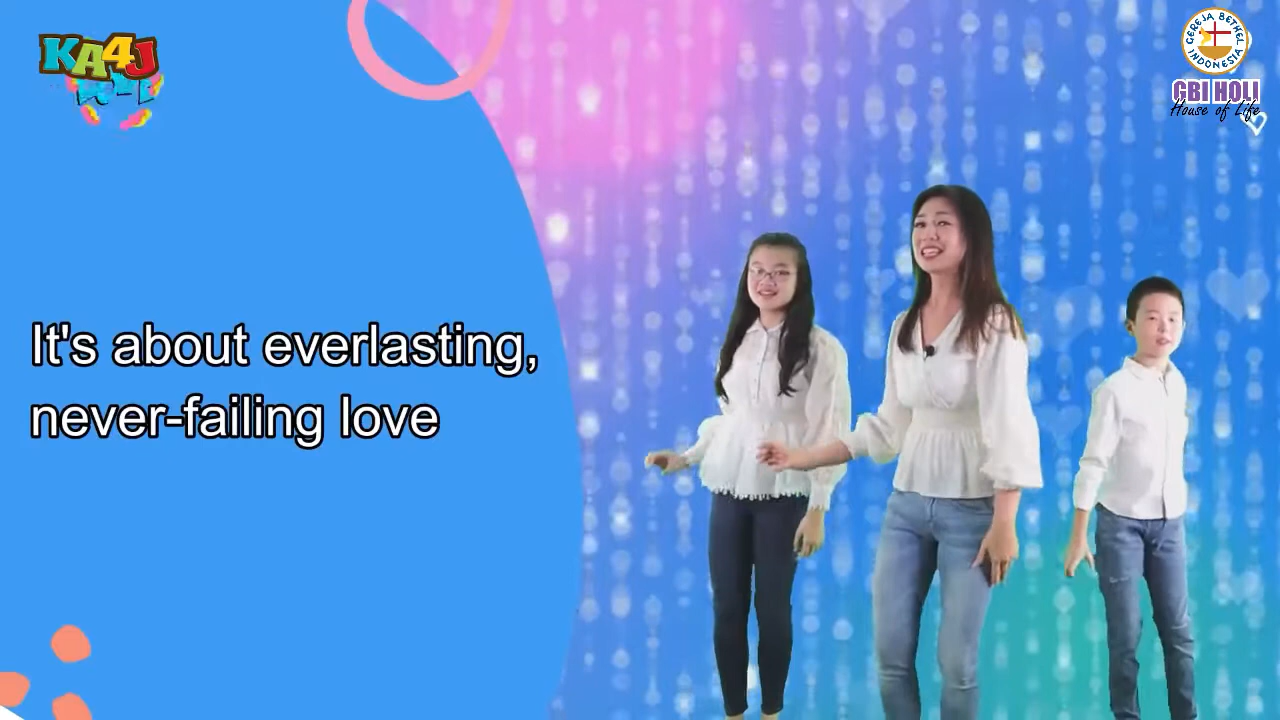 KA4J
GEREJA BETHEL
INDONESIA
GBI HOLI
House of Life
It's about everlasting,
never-failing love